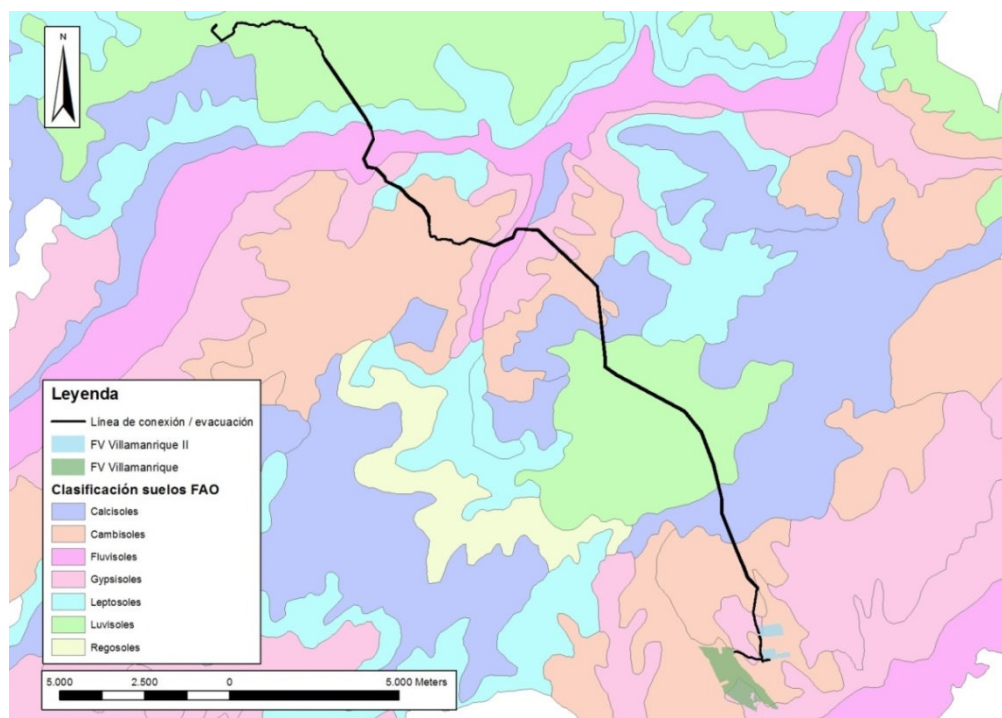 N
Leyenda
Línea de conexión / evacuación
FV Villamanrique II
FV Villamanrique
Clasificación suelos FAO
Calcisoles
Cambisoles
Fluvisoles
Gypsisoles
Leptosoles
Luvisoles
Regosoles
5.000 2.500 0 5.000 Meters